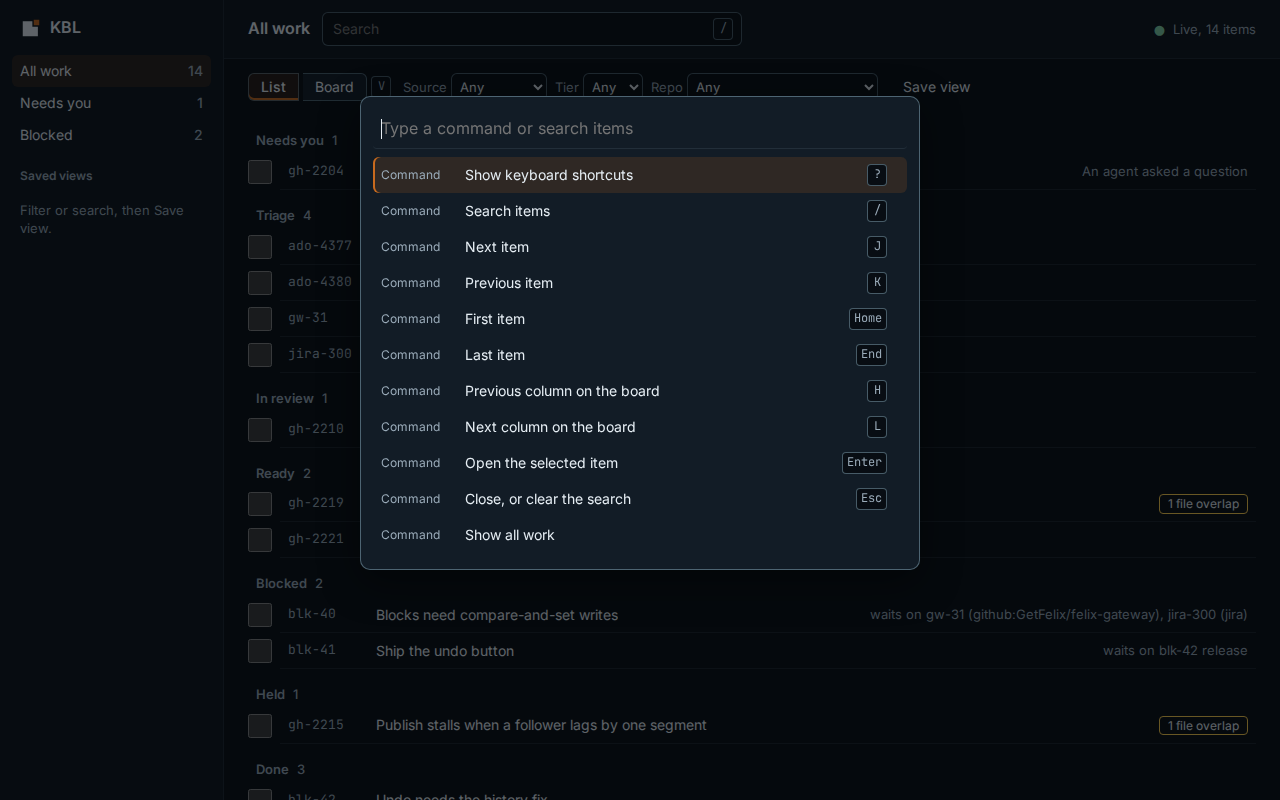 KBL
All work
Search
/
Live, 14 items
All work 14
Needs you 1
Blocked 2
Saved views
Filter or search, then Save
view.
List Board V Source Any Tier Any Repo Any Save view
Type a command or search items
Command Show keyboard shortcuts ?
Command Search items /
Command Next item J
Command Previous item K
Command First item Home
Command Last item End
Command Previous column on the board H
Command Next column on the board L
Command Open the selected item Enter
Command Close, or clear the search Esc
Command Show all work
Needs you 1
gh-2204 An agent asked a question
Triage 4
ado-4377
ado-4380
gw-31
jira-300
In review 1
gh-2210
Ready 2
gh-2219 1 file overlap
gh-2221
Blocked 2
blk-40 Blocks need compare-and-set writes waits on gw-31 (github:GetFelix/felix-gateway), jira-300 (jira)
blk-41 Ship the undo button waits on blk-42 release
Held 1
gh-2215 Publish stalls when a follower lags by one segment 1 file overlap
Done 3
blk-42 Undo needs the history fix